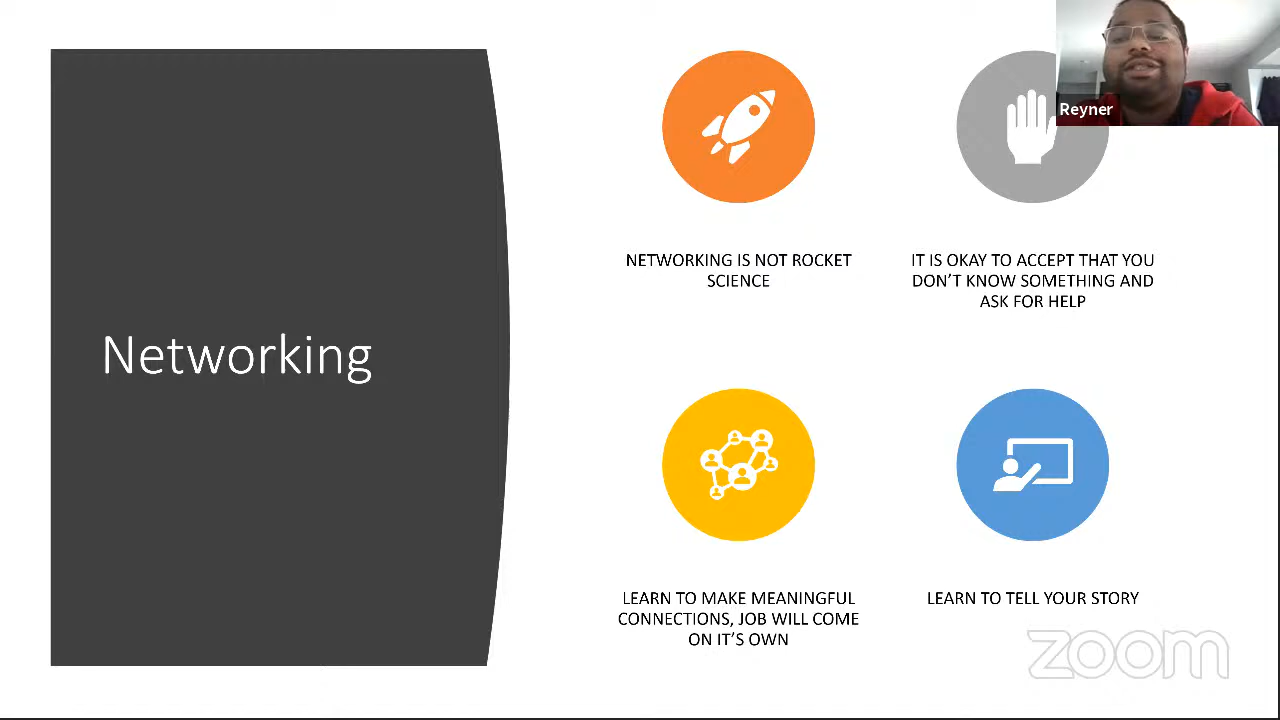 Reyner
Networking
NETWORKING IS NOT ROCKET
SCIENCE
IT IS OKAY TO ACCEPT THAT YOU
DON’T KNOW SOMETHING AND
ASK FOR HELP
LEARN TO MAKE MEANINGFUL
CONNECTIONS, JOB WILL COME
ON IT’S OWN
LEARN TO TELL YOUR STORY
zoom